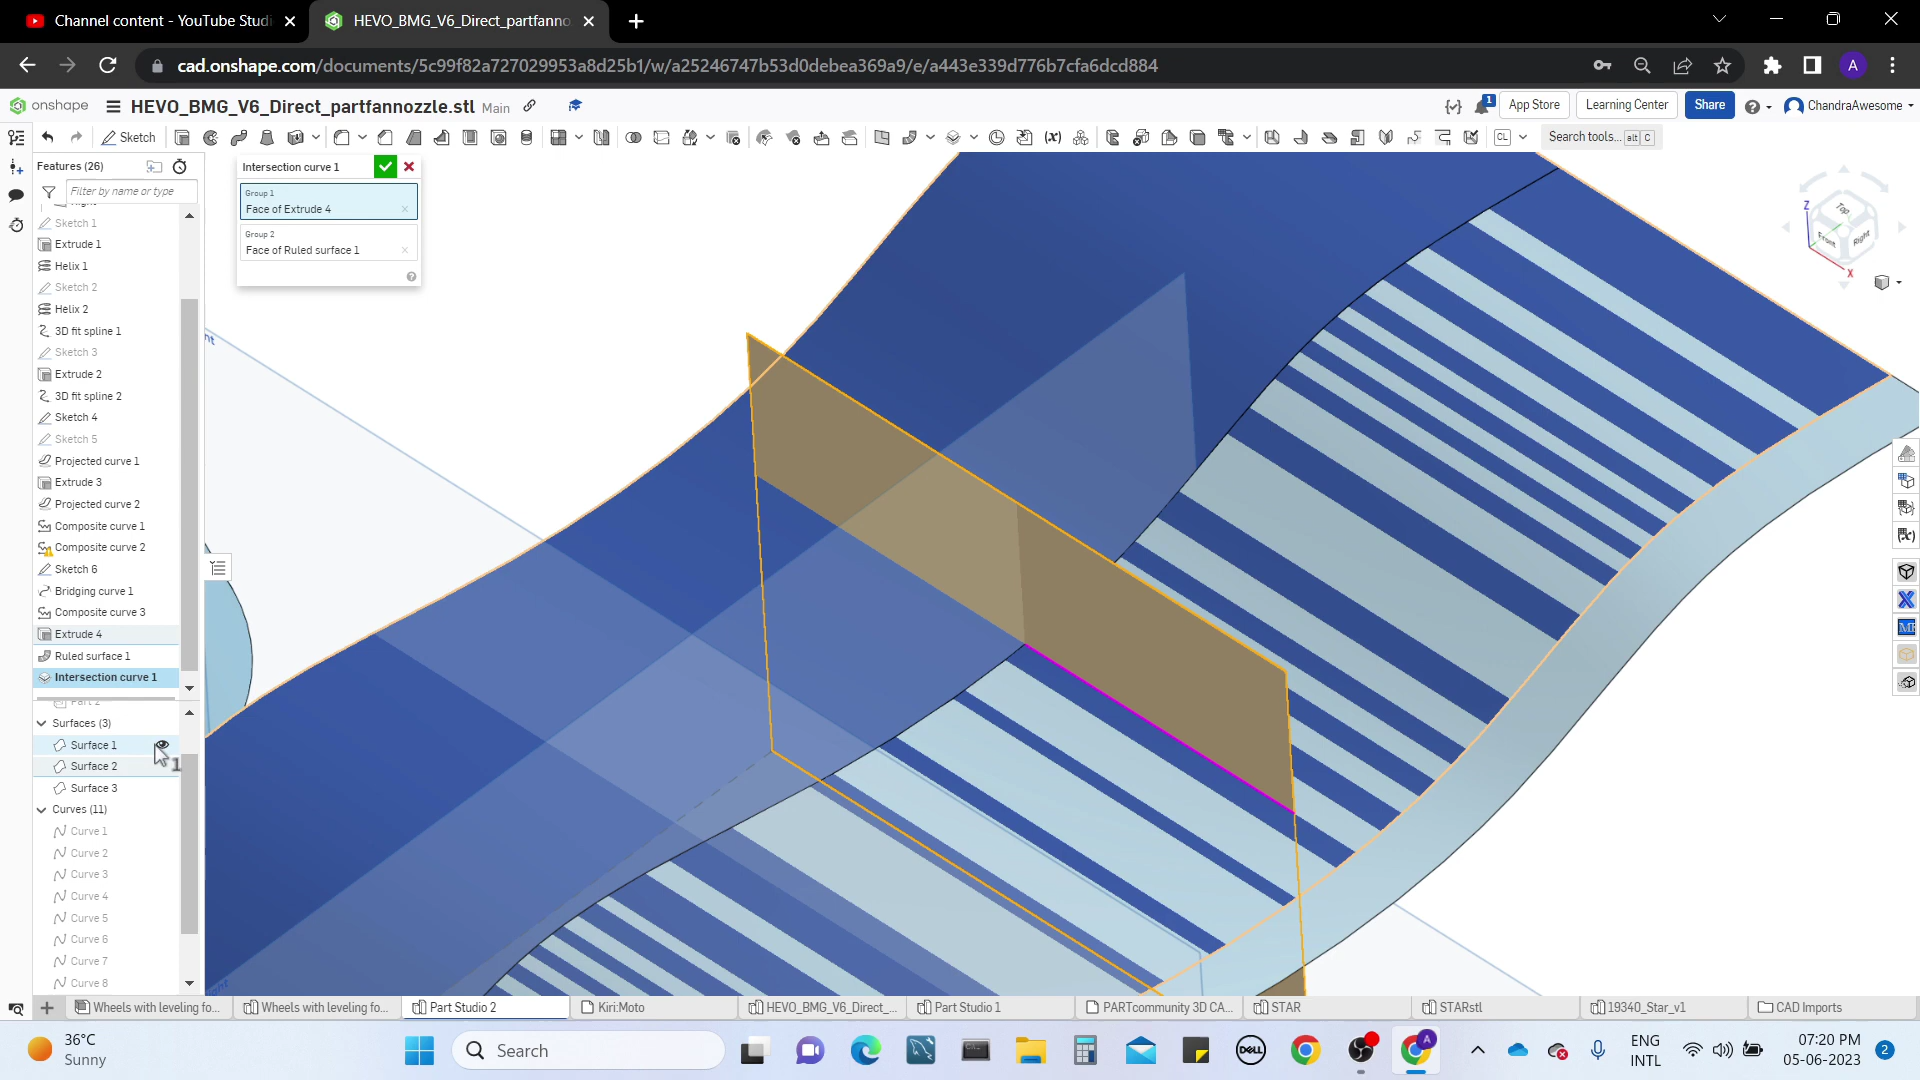 Channel content - YouTube Studi
HEVO_BMG_V6_Direct_partfanno
cad.onshape.com/documents/5c99f82a727029953a8d25b1/w/a25246747b53d0debea369a9/e/a443e339d776b7cfa6dcd884
A
onshape
HEVO_BMG_V6_Direct_partfannozzle.stl Main
1
App Store
Learning Center
Share
ChandraAwesome
Sketch
CL
Search tools... alt C
Features (26)
Filter by name or type
Sketch 1
Extrude 1
Helix 1
Sketch 2
Helix 2
3D fit spline 1
Sketch 3
Extrude 2
3D fit spline 2
Sketch 4
Sketch 5
Projected curve 1
Extrude 3
Projected curve 2
Composite curve 1
Composite curve 2
Sketch 6
Bridging curve 1
Composite curve 3
Extrude 4
Ruled surface 1
Intersection curve 1
Part 2
Surfaces (3)
Surface 1
Surface 2
Surface 3
Curves (11)
Curve 1
Curve 2
Curve 3
Curve 4
Curve 5
Curve 6
Curve 7
Curve 8
Intersection curve 1
Group 1
Face of Extrude 4
Group 2
Face of Ruled surface 1
1
Z
Top
Front
Right
X
Wheels with leveling fo...
Wheels with leveling fo...
Part Studio 2
Kiri:Moto
HEVO_BMG_V6_Direct_...
Part Studio 1
PARTcommunity 3D CA...
STAR
STARstl
19340_Star_v1
CAD Imports
36°C
Sunny
Search
DELL
A
ENG
INTL
07:20 PM
05-06-2023
2